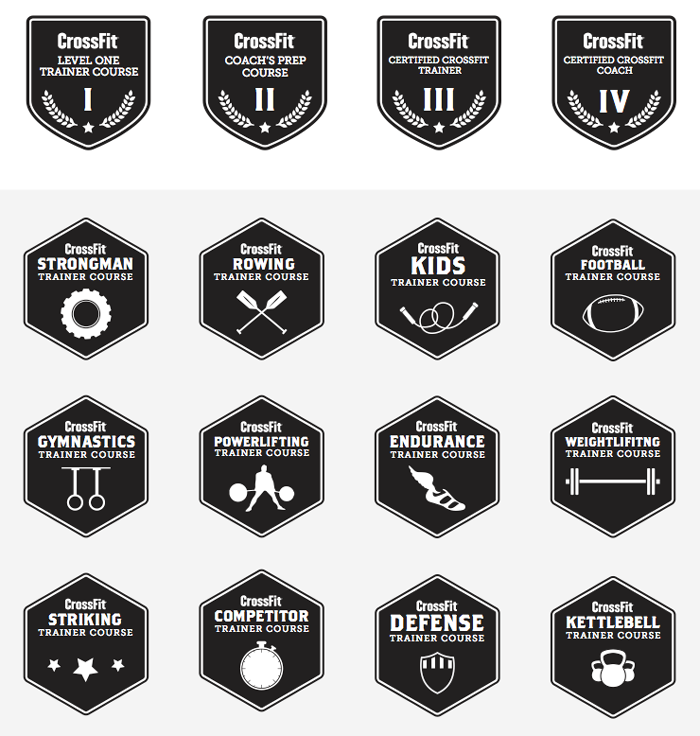 CrossFit
LEVEL ONE
TRAINER COURSE
I
CrossFit
COACH'S PREP
COURSE
II
CrossFit
CERTIFIED CROSSFIT
TRAINER
III
CrossFit
CERTIFIED CROSSFIT
COACH
IV
CrossFit
STRONGMAN
TRAINER COURSE
CrossFit
ROWING
TRAINER COURSE
CrossFit
KIDS
TRAINER COURSE
CrossFit
FOOTBALL
TRAINER COURSE
CrossFit
GYMNASTICS
TRAINER COURSE
CrossFit
POWERLIFTING
TRAINER COURSE
CrossFit
ENDURANCE
TRAINER COURSE
CrossFit
WEIGHTLIFITNG
TRAINER COURSE
CrossFit
STRIKING
TRAINER COURSE
CrossFit
COMPETITOR
TRAINER COURSE
CrossFit
DEFENSE
TRAINER COURSE
CrossFit
KETTLEBELL
TRAINER COURSE